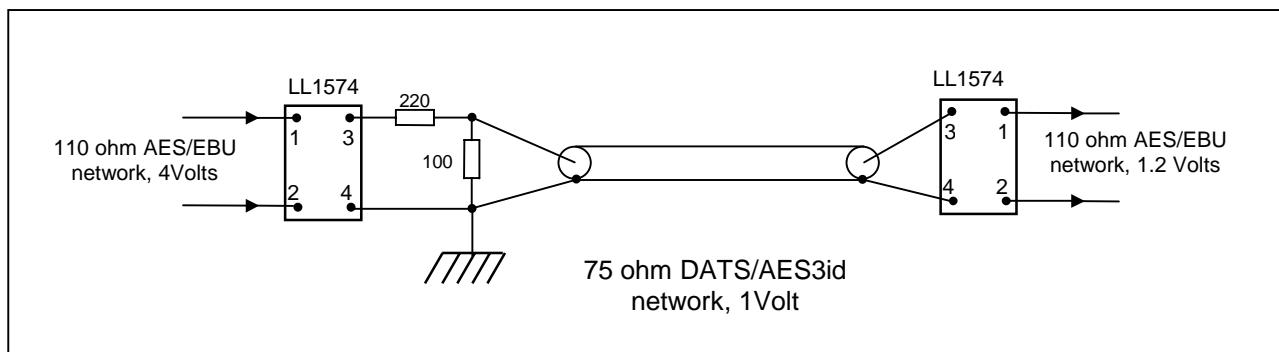 LL1574
220
1
3
100
2
4
110 ohm AES/EBU
network, 4Volts
75 ohm DATS/AES3id
network, 1Volt
LL1574
3
1
4
2
110 ohm AES/EBU
network, 1.2 Volts